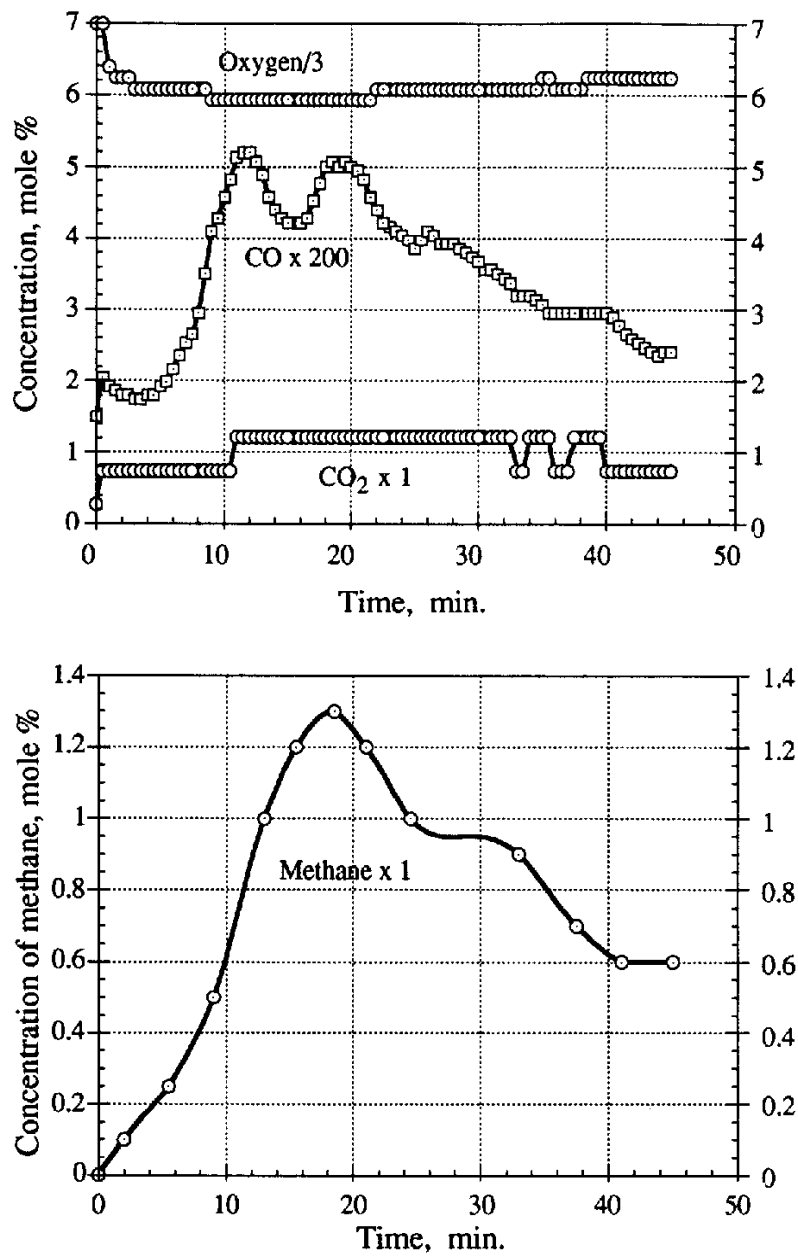 7 7
Oxygen/3
6 6
Concentration, mole %
5 5
4 4
CO x 200
3 3
2 2
1 1
CO2 x 1
0 0
0 10 20 30 40 50
Time, min.
1.4 1.4
1.2 1.2
Concentration of methane, mole %
1 1
Methane x 1
0.8 0.8
0.6 0.6
0.4 0.4
0.2 0.2
0 0
0 10 20 30 40 50
Time, min.